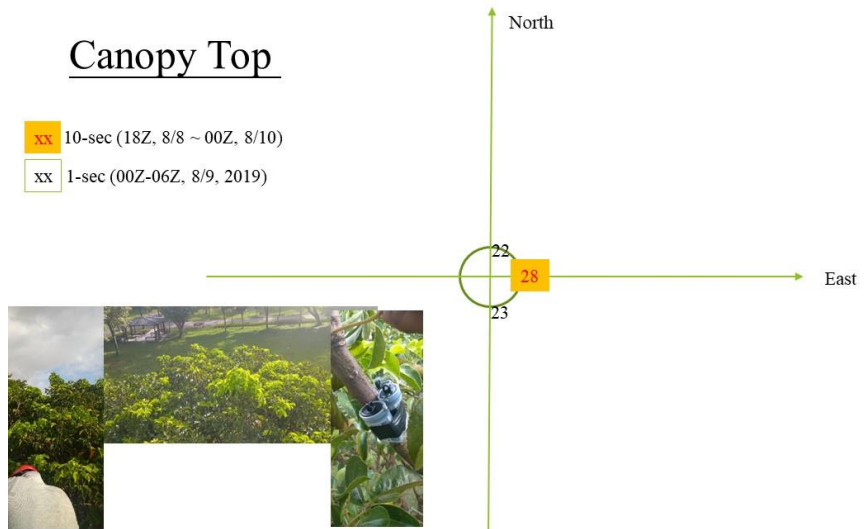 North
Canopy Top
xx 10-sec (18Z, 8/8 ~ 00Z, 8/10)
xx 1-sec (00Z-06Z, 8/9, 2019)
22
28
East
23